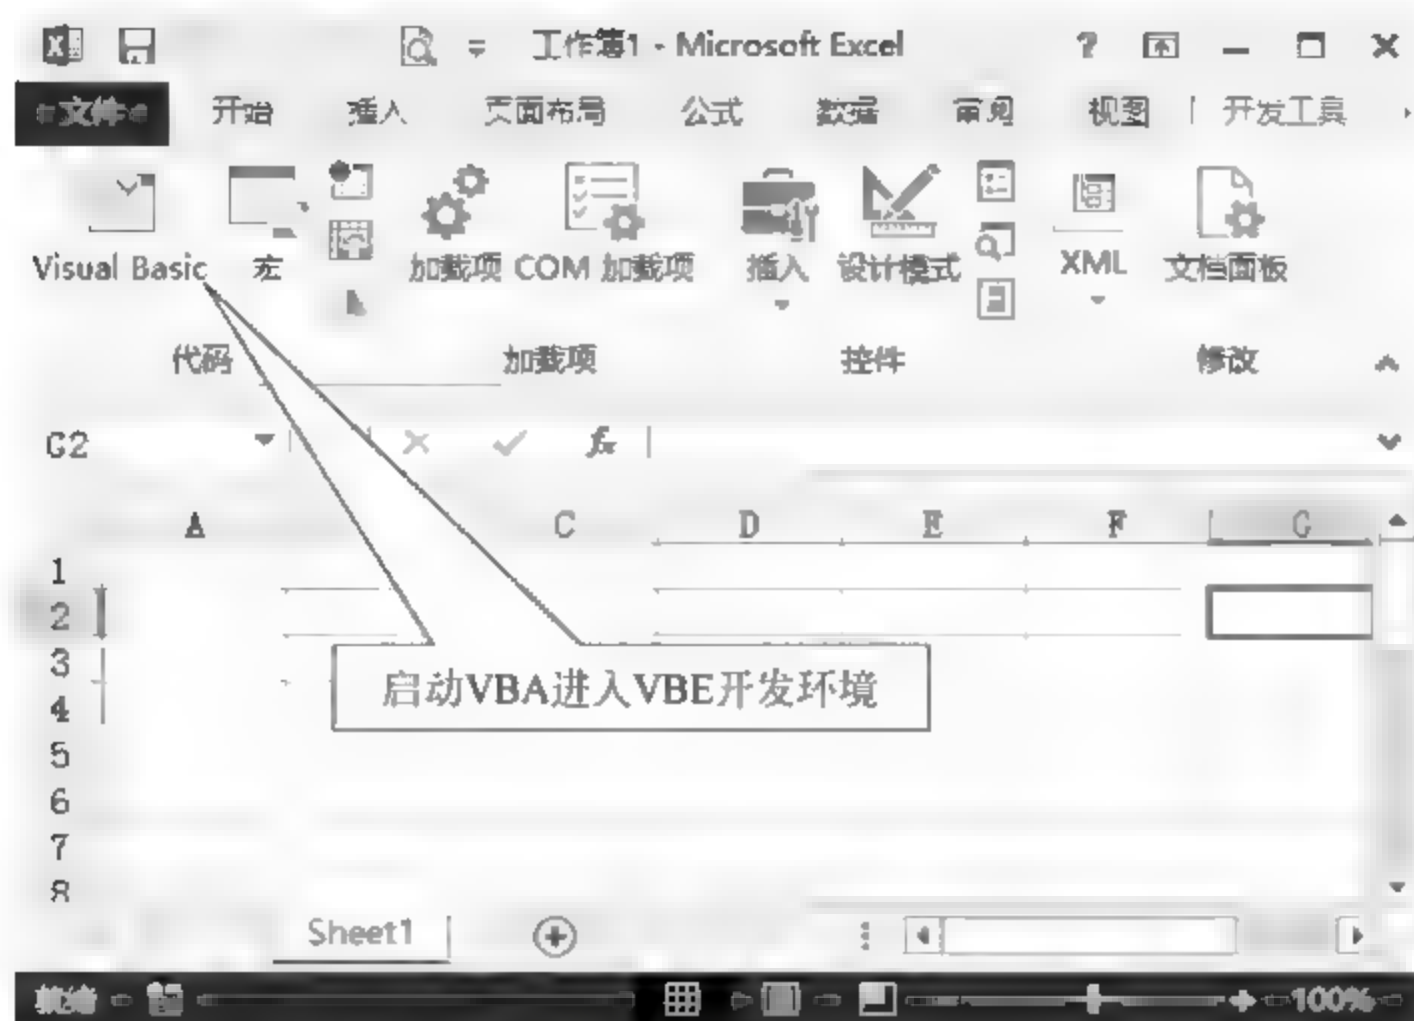 工作簿1 - Microsoft Excel ?
文件 开始 插入 页面布局 公式 数据 审阅 视图 开发工具
Visual Basic 宏 加载项 COM 加载项 插入 设计模式 XML 文档面板
代码 加载项 控件 修改
G2 fx
A C D E F G
1
2
3
启动VBA进入VBE开发环境
4
5
6
7
8
Sheet1
就绪 100%